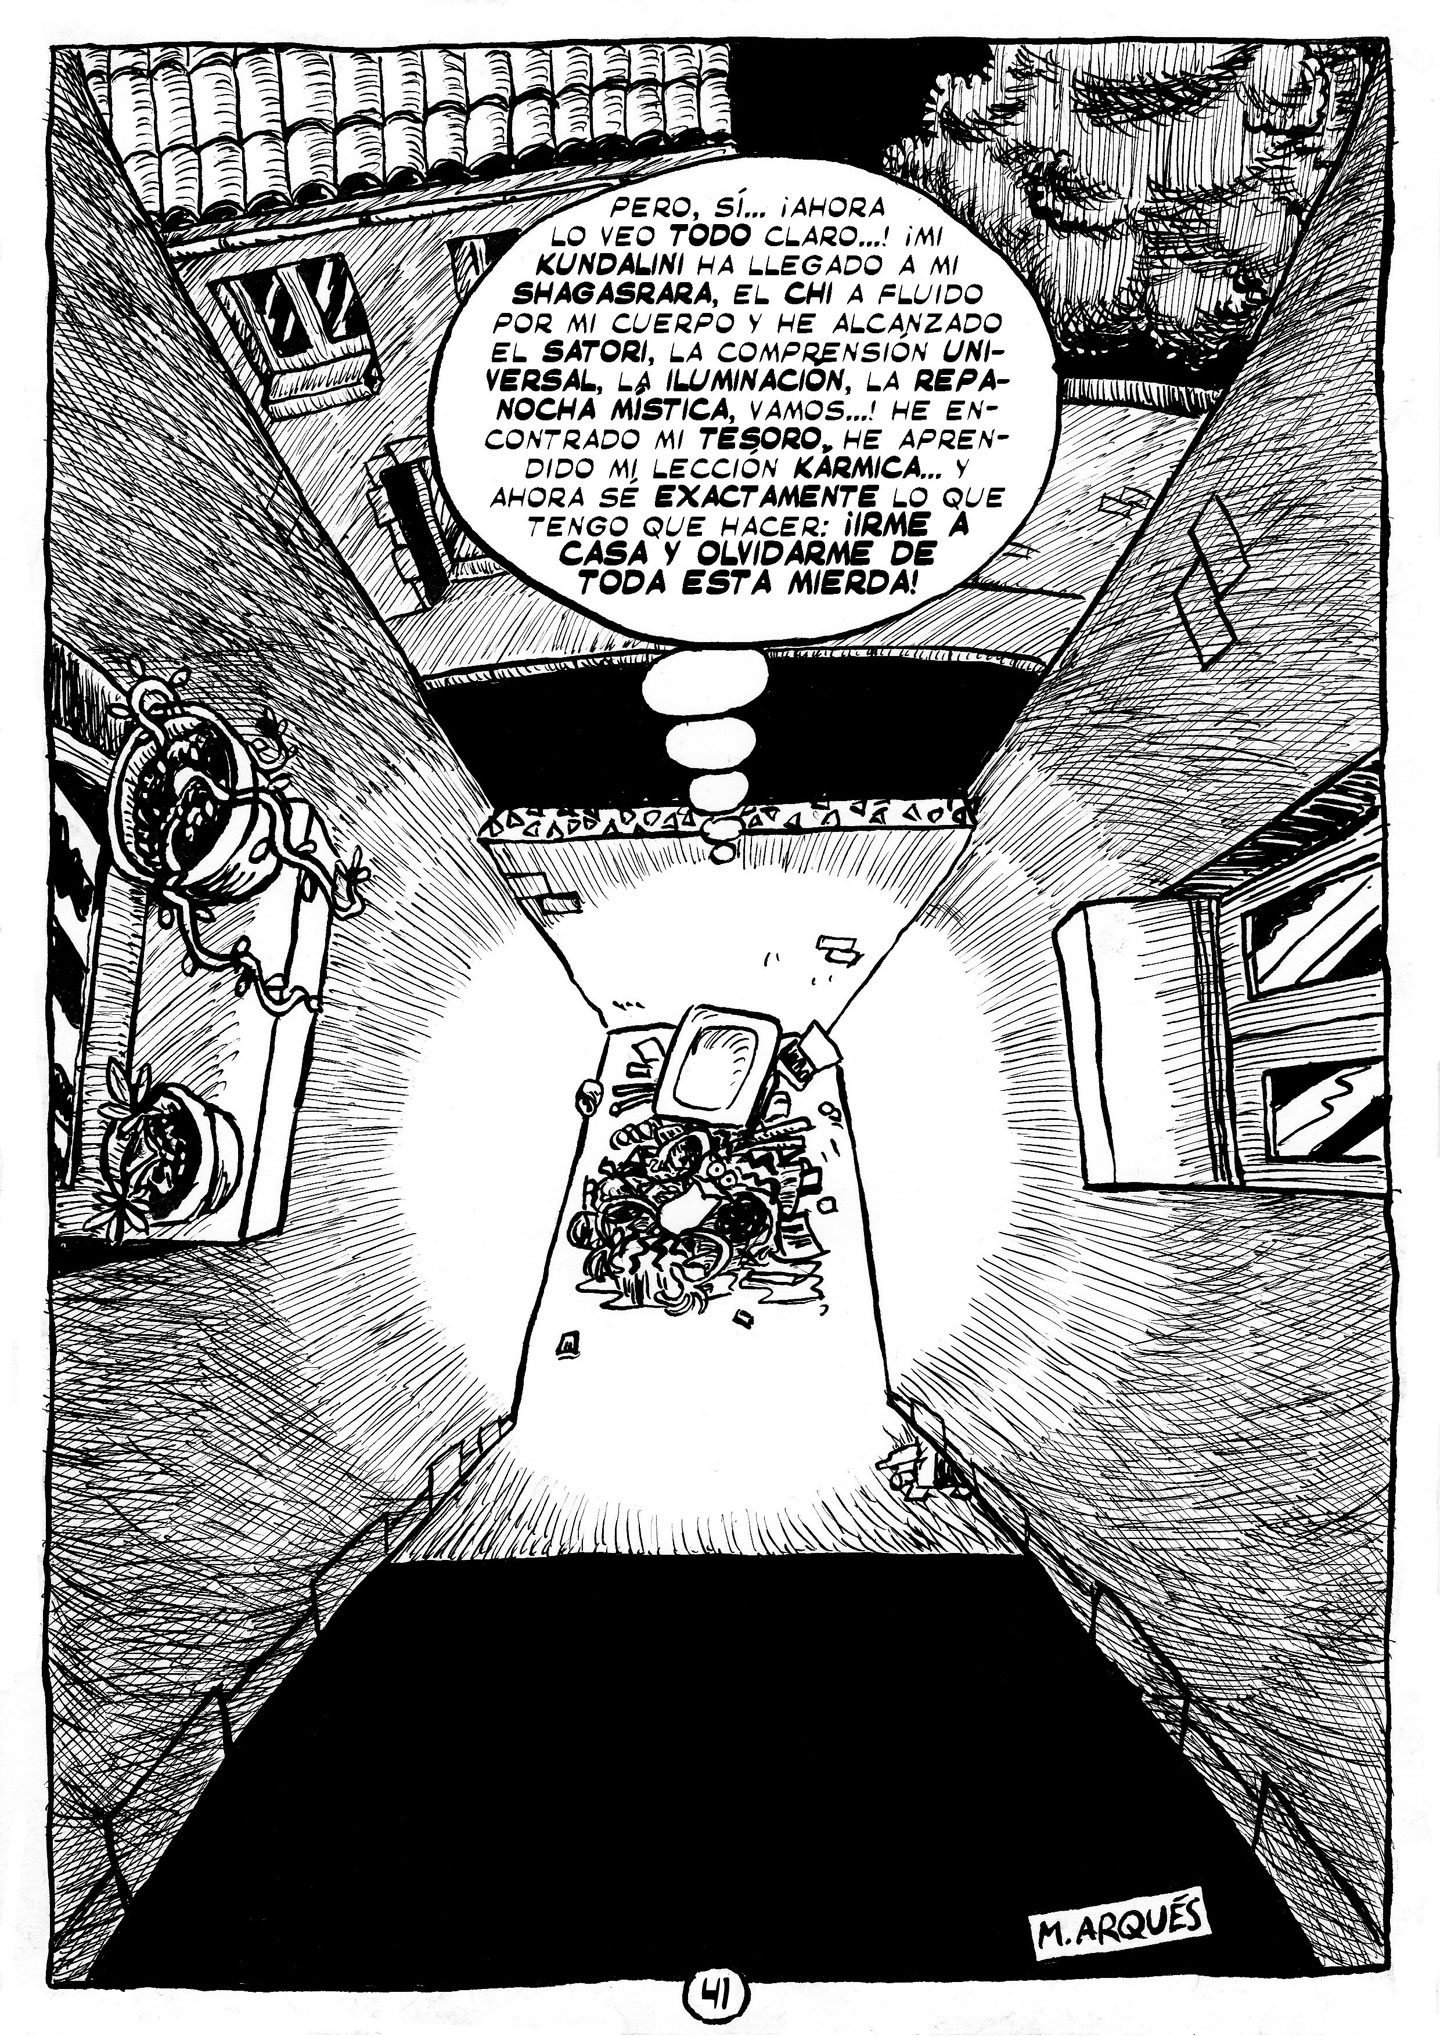 PERO, SÍ... ¡AHORA
LO VEO TODO CLARO...! ¡MI
KUNDALINI HA LLEGADO A MI
SHAGASRARA, EL CHI A FLUIDO
POR MI CUERPO Y HE ALCANZADO
EL SATORI, LA COMPRENSIÓN UNI-
VERSAL, LA ILUMINACIÓN, LA REPA-
NOCHA MÍSTICA, VAMOS...! HE EN-
CONTRADO MI TESORO, HE APREN-
DIDO MI LECCIÓN KÁRMICA... Y
AHORA SÉ EXACTAMENTE LO QUE
TENGO QUE HACER: ¡IRME A
CASA Y OLVIDARME DE
TODA ESTA MIERDA!
M. ARQUÉS
41